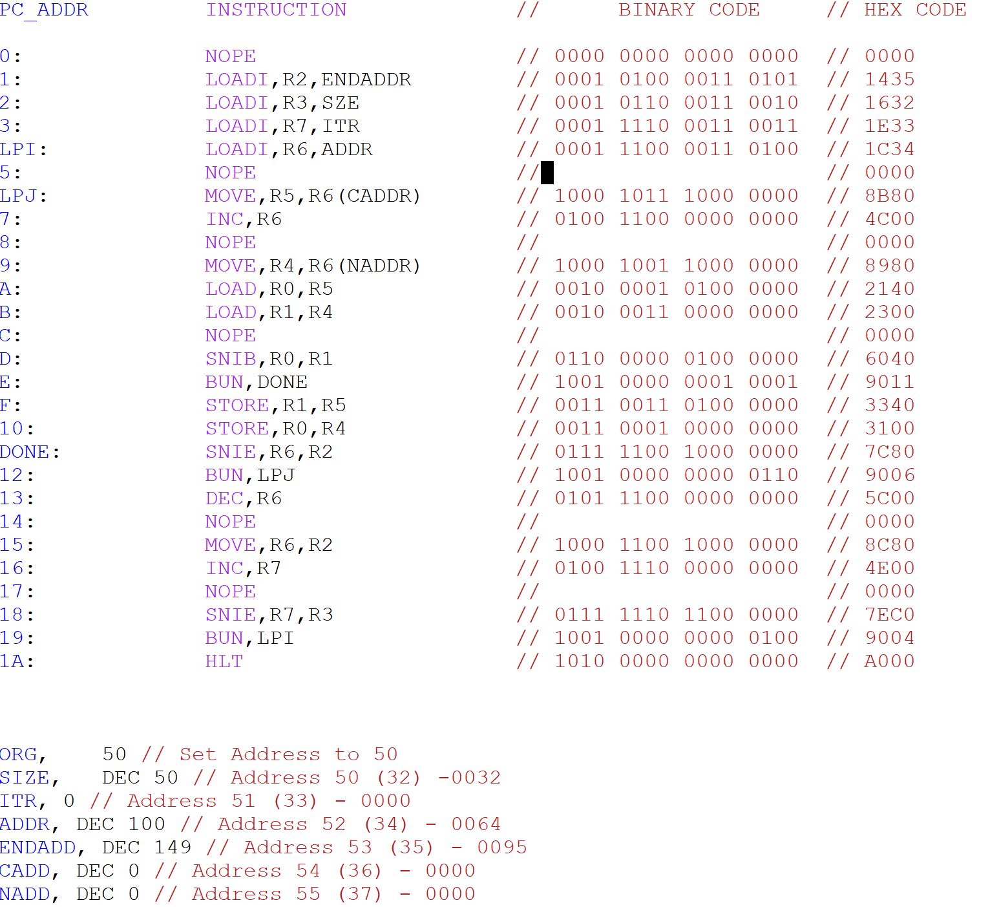 PC_ADDR INSTRUCTION // BINARY CODE // HEX CODE
0: NOPE // 0000 0000 0000 0000 // 0000
1: LOADI,R2,ENDADDR // 0001 0100 0011 0101 // 1435
2: LOADI,R3,SZE // 0001 0110 0011 0010 // 1632
3: LOADI,R7,ITR // 0001 1110 0011 0011 // 1E33
LPI: LOADI,R6,ADDR // 0001 1100 0011 0100 // 1C34
5: NOPE // // 0000
LPJ: MOVE,R5,R6(CADDR) // 1000 1011 1000 0000 // 8B80
7: INC,R6 // 0100 1100 0000 0000 // 4C00
8: NOPE // // 0000
9: MOVE,R4,R6(NADDR) // 1000 1001 1000 0000 // 8980
A: LOAD,R0,R5 // 0010 0001 0100 0000 // 2140
B: LOAD,R1,R4 // 0010 0011 0000 0000 // 2300
C: NOPE // // 0000
D: SNIB,R0,R1 // 0110 0000 0100 0000 // 6040
E: BUN,DONE // 1001 0000 0001 0001 // 9011
F: STORE,R1,R5 // 0011 0011 0100 0000 // 3340
10: STORE,R0,R4 // 0011 0001 0000 0000 // 3100
DONE: SNIE,R6,R2 // 0111 1100 1000 0000 // 7C80
12: BUN,LPJ // 1001 0000 0000 0110 // 9006
13: DEC,R6 // 0101 1100 0000 0000 // 5C00
14: NOPE // // 0000
15: MOVE,R6,R2 // 1000 1100 1000 0000 // 8C80
16: INC,R7 // 0100 1110 0000 0000 // 4E00
17: NOPE // // 0000
18: SNIE,R7,R3 // 0111 1110 1100 0000 // 7EC0
19: BUN,LPI // 1001 0000 0000 0100 // 9004
1A: HLT // 1010 0000 0000 0000 // A000
ORG, 50 // Set Address to 50
SIZE, DEC 50 // Address 50 (32) -0032
ITR, 0 // Address 51 (33) - 0000
ADDR, DEC 100 // Address 52 (34) - 0064
ENDADD, DEC 149 // Address 53 (35) - 0095
CADD, DEC 0 // Address 54 (36) - 0000
NADD, DEC 0 // Address 55 (37) - 0000